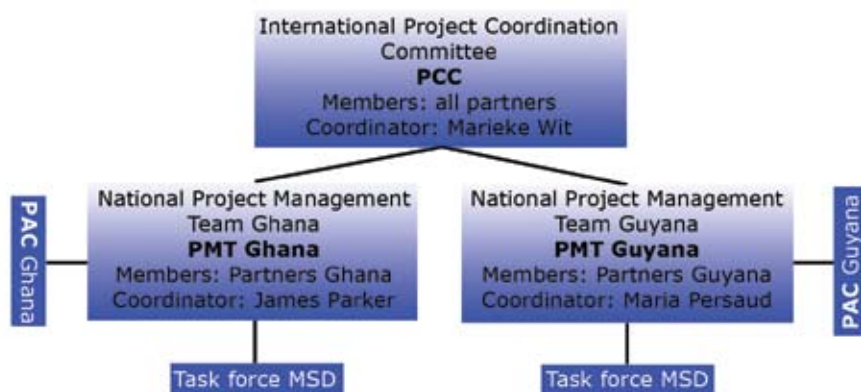 International Project Coordination
Committee
PCC
Members: all partners
Coordinator: Marieke Wit
PAC Ghana
National Project Management
Team Ghana
PMT Ghana
Members: Partners Ghana
Coordinator: James Parker
National Project Management
Team Guyana
PMT Guyana
Members: Partners Guyana
Coordinator: Maria Persaud
PAC Guyana
Task force MSD
Task force MSD